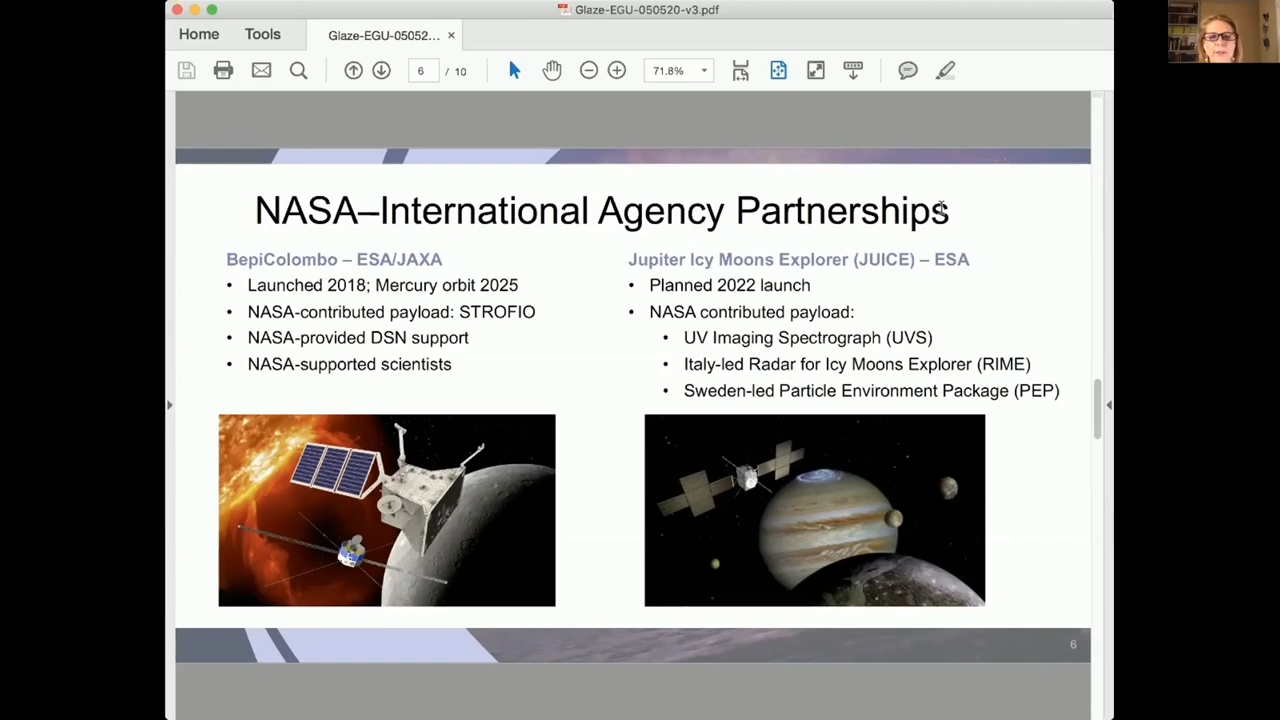 Glaze-EGU-050520-v3.pdf
Home
Tools
Glaze-EGU-05052...
6 / 10
71.8%
NASA–International Agency Partnerships
BepiColombo – ESA/JAXA
• Launched 2018; Mercury orbit 2025
• NASA-contributed payload: STROFIO
• NASA-provided DSN support
• NASA-supported scientists
Jupiter Icy Moons Explorer (JUICE) – ESA
• Planned 2022 launch
• NASA contributed payload:
• UV Imaging Spectrograph (UVS)
• Italy-led Radar for Icy Moons Explorer (RIME)
• Sweden-led Particle Environment Package (PEP)
6